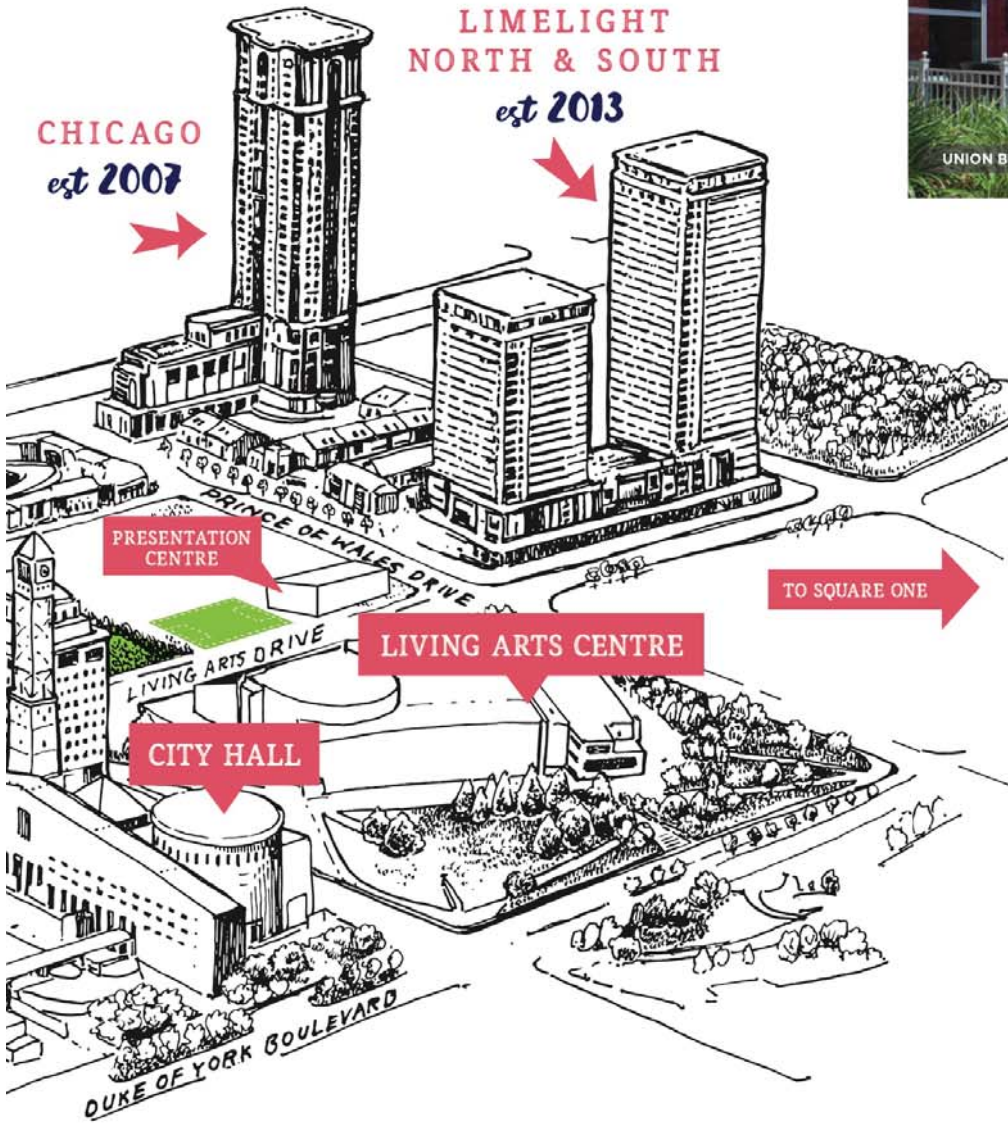 LIMELIGHT
NORTH & SOUTH
est 2013
CHICAGO
est 2007
UNION B
PRINCE OF WALES DRIVE
PRESENTATION
CENTRE
TO SQUARE ONE
LIVING ARTS DRIVE
LIVING ARTS CENTRE
CITY HALL
DUKE OF YORK BOULEVARD